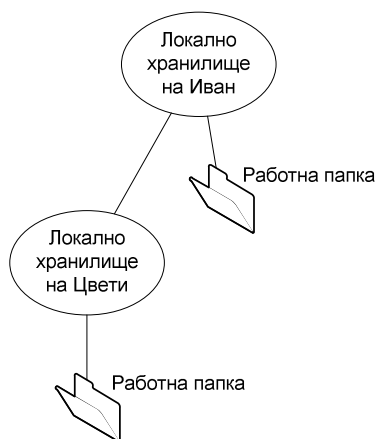 Локално
хранилище
на Иван
Работна папка
Локално
хранилище
на Цвети
Работна папка